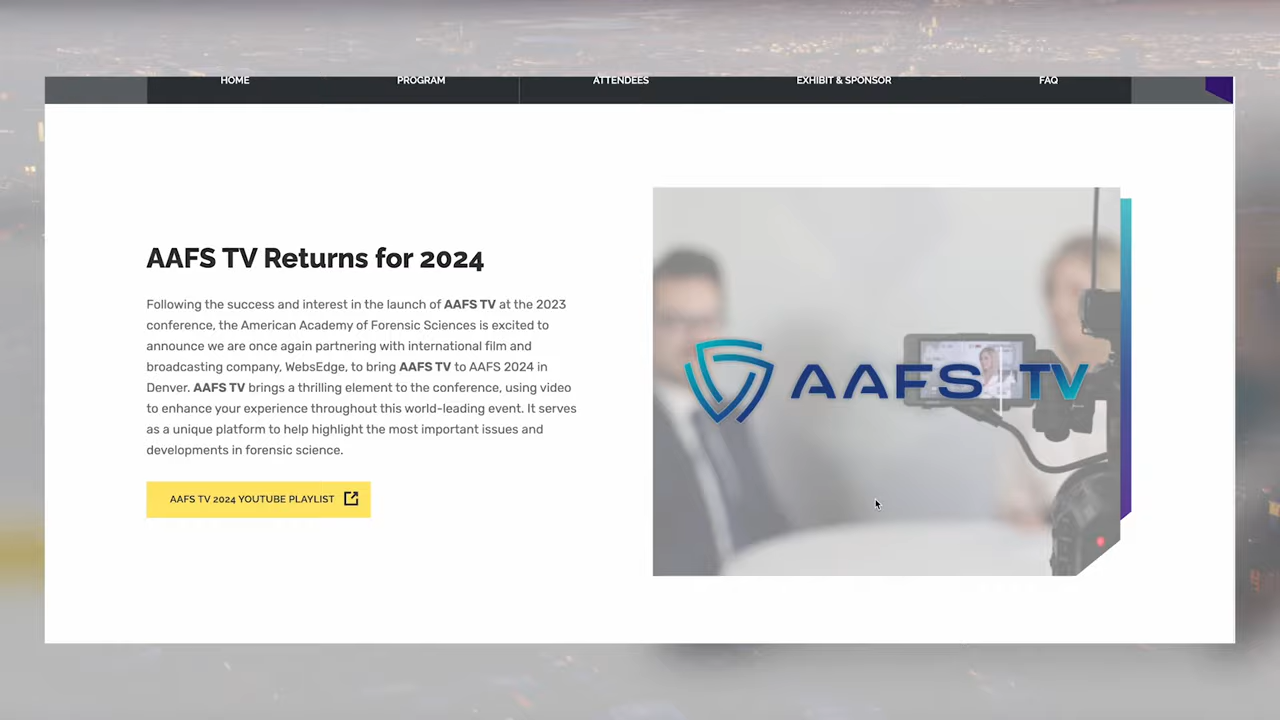 HOME PROGRAM ATTENDEES EXHIBIT & SPONSOR FAQ
AAFS TV Returns for 2024
Following the success and interest in the launch of AAFS TV at the 2023
conference, the American Academy of Forensic Sciences is excited to
announce we are once again partnering with international film and
broadcasting company, WebsEdge, to bring AAFS TV to AAFS 2024 in
Denver. AAFS TV brings a thrilling element to the conference, using video
to enhance your experience throughout this world-leading event. It serves
as a unique platform to help highlight the most important issues and
developments in forensic science.
AAFS TV 2024 YOUTUBE PLAYLIST
AAFS TV